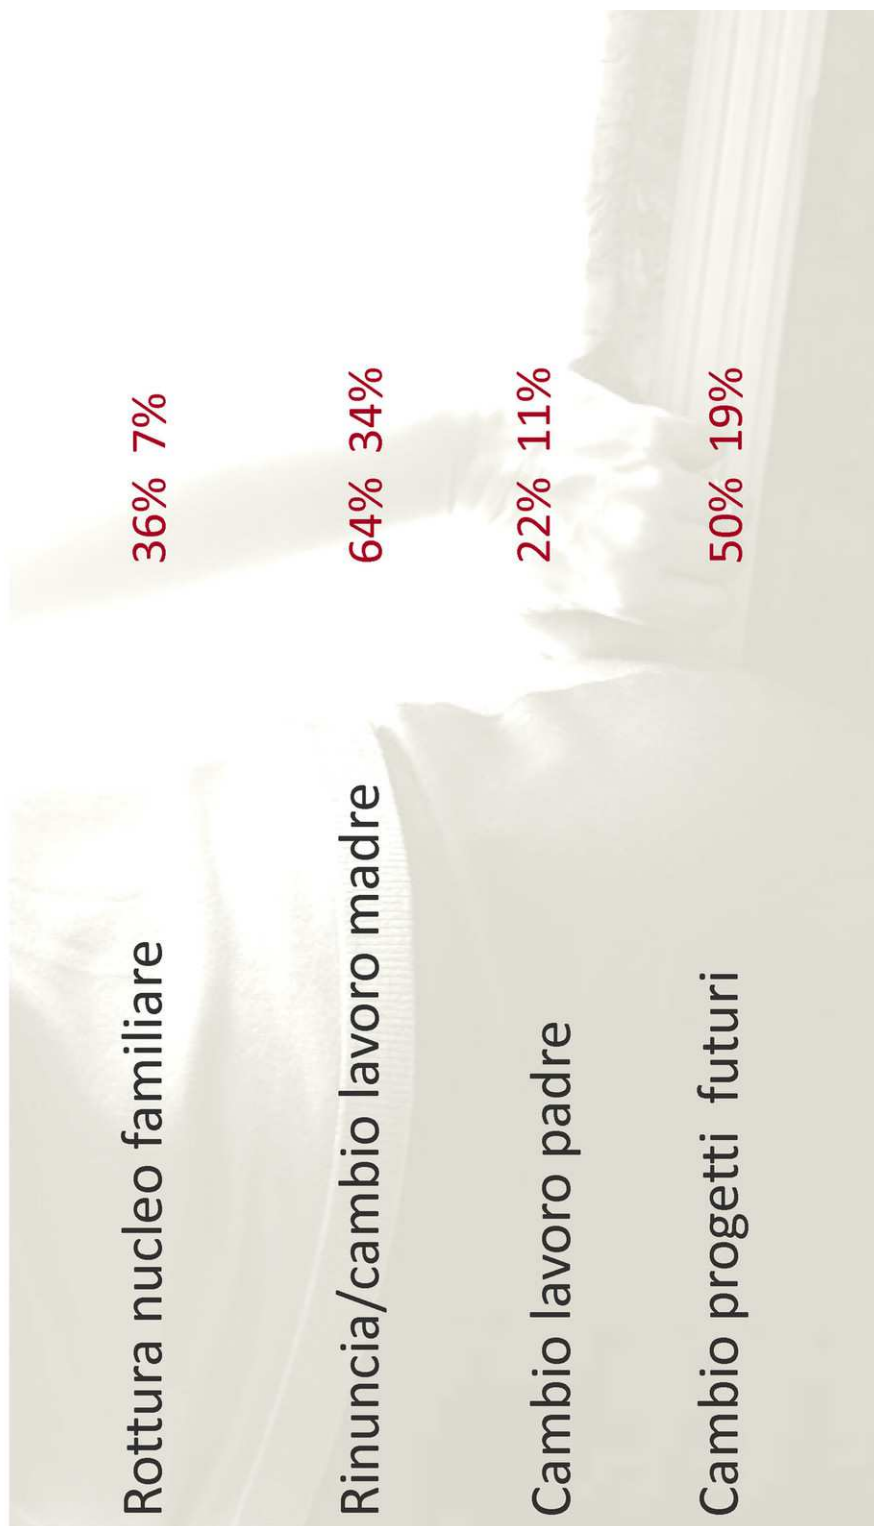 Rottura nucleo familiare 36% 7%
Rinuncia/cambio lavoro madre 64% 34%
Cambio lavoro padre 22% 11%
Cambio progetti futuri 50% 19%